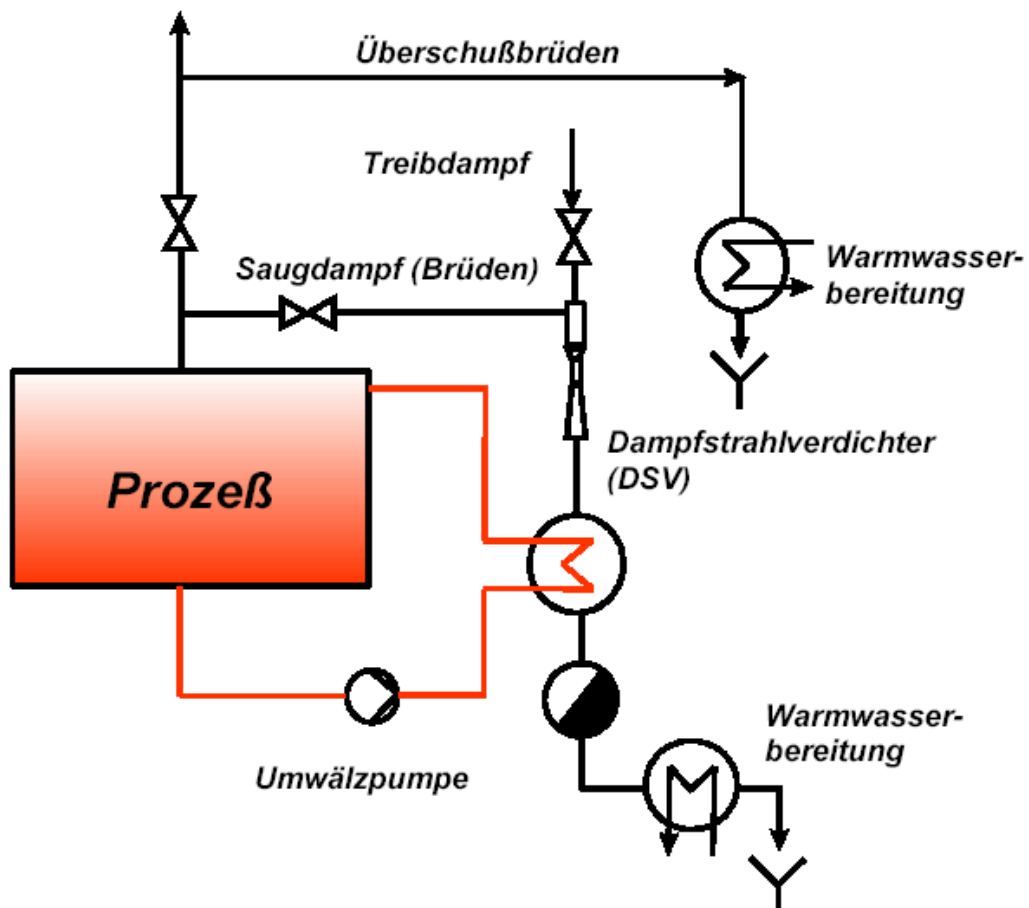 Überschußbrüden
Treibdampf
Saugdampf (Brüden)
Warmwasser-
bereitung
Dampfstrahlverdichter
(DSV)
Prozeß
Warmwasser-
bereitung
Umwälzpumpe